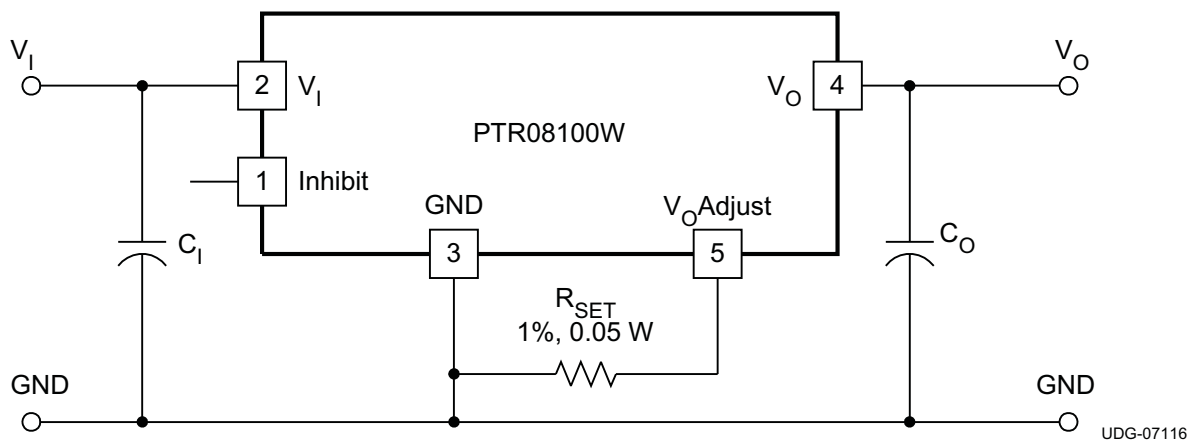 V_I
V_O
2
V_I
V_O
4
PTR08100W
1
Inhibit
GND
V_O Adjust
3
5
C_I
C_O
R_SET
1%, 0.05 W
GND
GND
UDG-07116